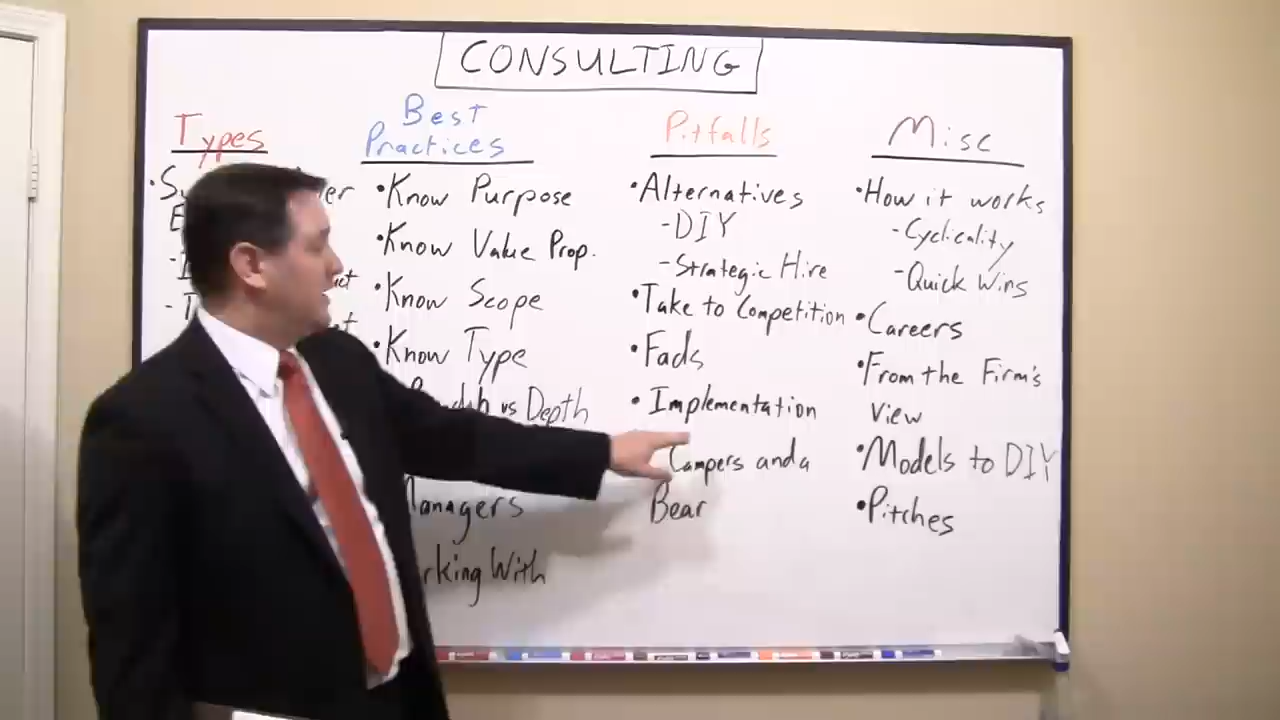 CONSULTING
Types
Best
Practices
•Know Purpose
•Know Value Prop.
•Know Scope
•Know Type
vs Depth
Managers
With
Pitfalls
•Alternatives
-DIY
-Strategic Hire
•Take to Competition
•Fads
•Implementation
Campers and a
Bear
Misc
•How it works
-Cyclicality
-Quick Wins
•Careers
•From the Firm's
View
•Models to DIY
•Pitches